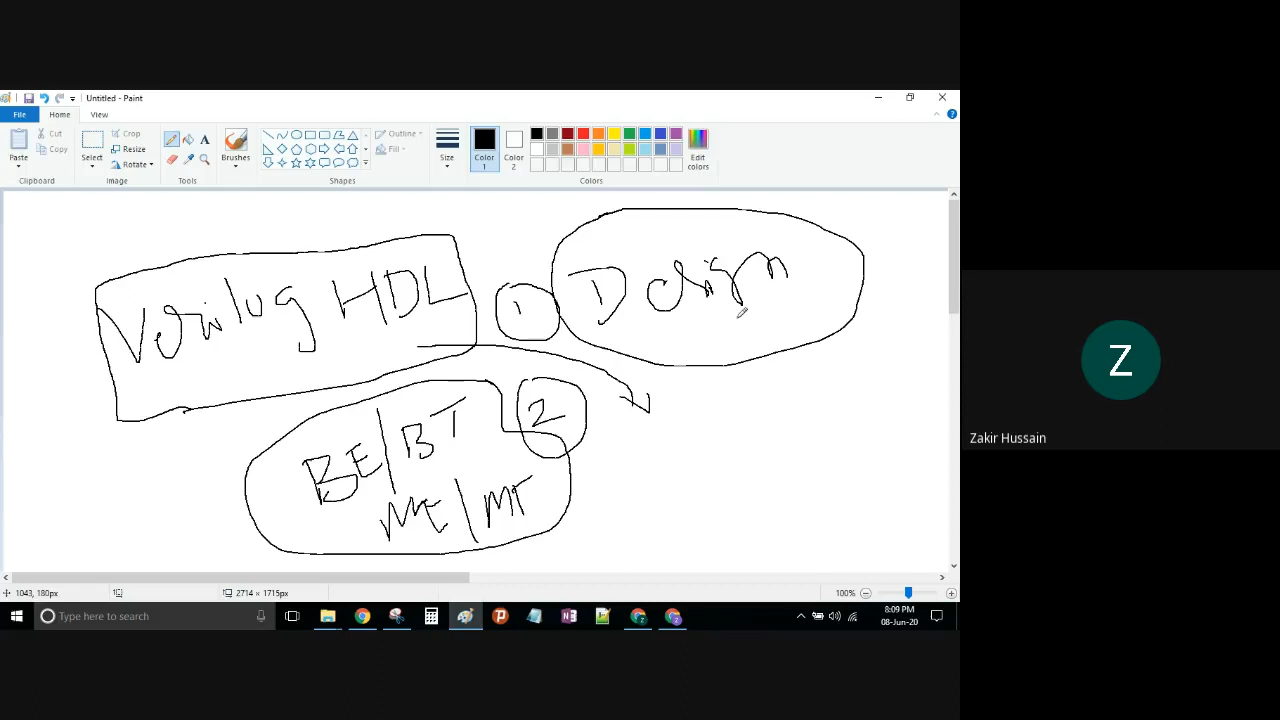 Untitled - Paint
File Home View
Paste
Cut
Copy
Clipboard
Select
Crop
Resize
Rotate
Image
Tools
Brushes
Shapes
Outline
Fill
Size
Color 1
Color 2
Edit colors
Colors
Verilog HDL
1
Design
2
BE/BT
ME/MT
Z
Zakir Hussain
1043, 180px
2714 × 1715px
100%
Type here to search
8:09 PM
08-Jun-20